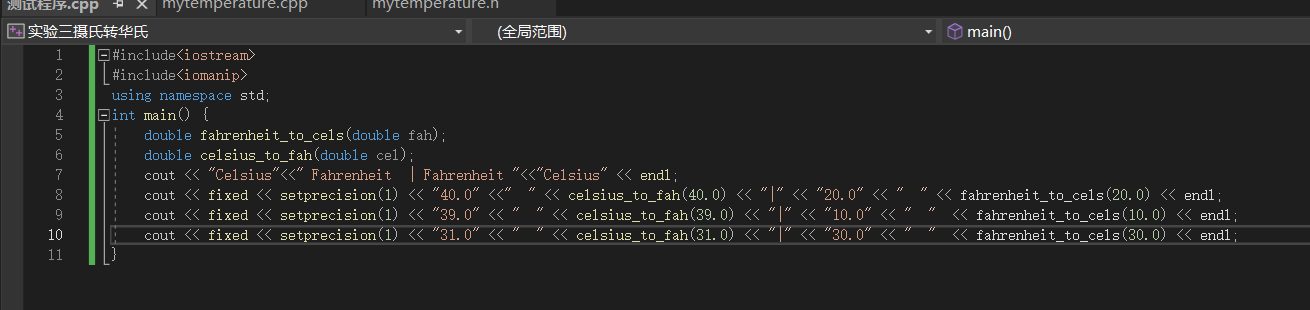 测试程序.cpp mytemperature.cpp mytemperature.h
实验三摄氏转华氏 (全局范围) main()
1 #include<iostream>
2 #include<iomanip>
3 using namespace std;
4 int main() {
5 double fahrenheit_to_cels(double fah);
6 double celsius_to_fah(double cel);
7 cout << "Celsius"<<" Fahrenheit  | Fahrenheit "<<"Celsius" << endl;
8 cout << fixed << setprecision(1) << "40.0" <<"  " << celsius_to_fah(40.0) << "|" << "20.0" << "  " << fahrenheit_to_cels(20.0) << endl;
9 cout << fixed << setprecision(1) << "39.0" << "  " << celsius_to_fah(39.0) << "|" << "10.0" << "  "  << fahrenheit_to_cels(10.0) << endl;
10 cout << fixed << setprecision(1) << "31.0" << "  " << celsius_to_fah(31.0) << "|" << "30.0" << "  "  << fahrenheit_to_cels(30.0) << endl;
11 }